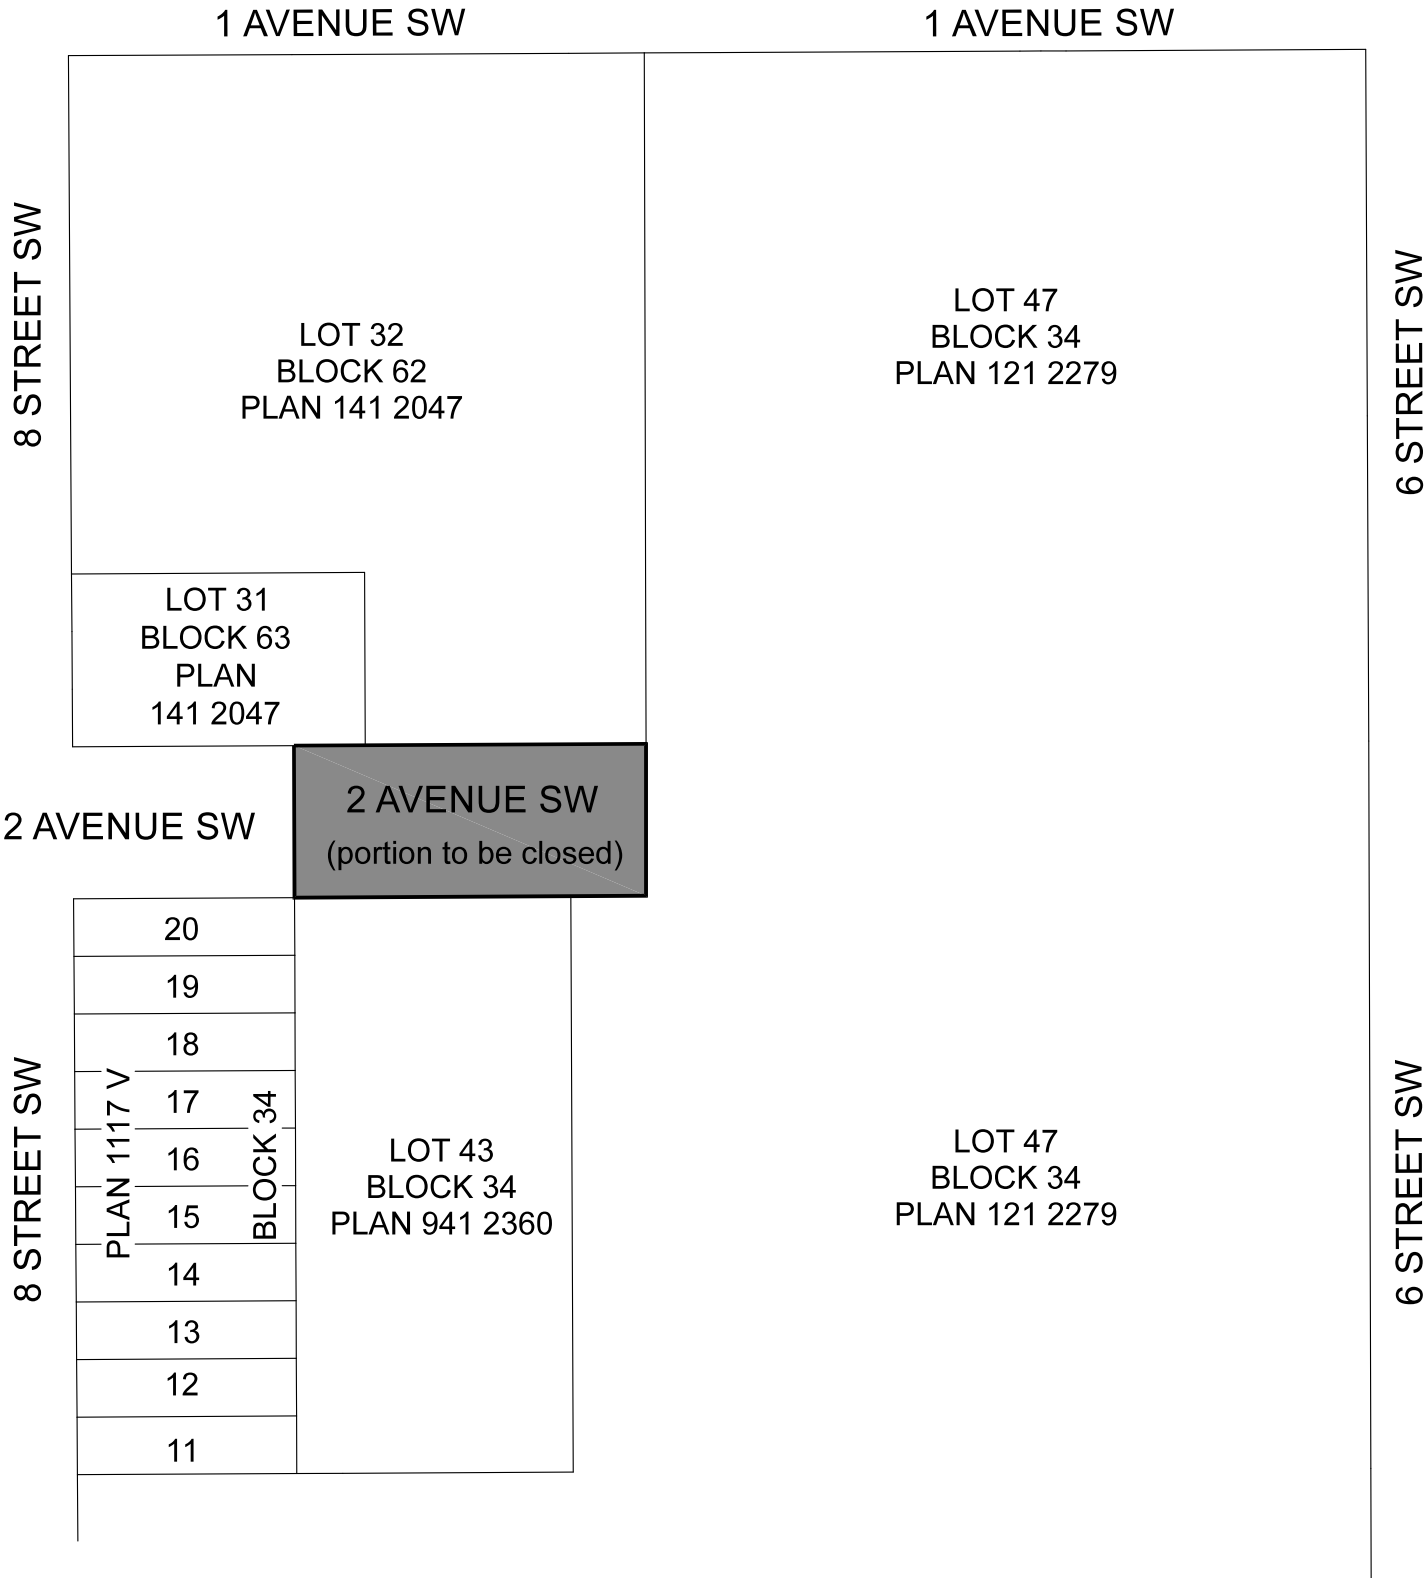 1 AVENUE SW
1 AVENUE SW
8 STREET SW
6 STREET SW
LOT 32
BLOCK 62
PLAN 141 2047
LOT 47
BLOCK 34
PLAN 121 2279
LOT 31
BLOCK 63
PLAN
141 2047
2 AVENUE SW
2 AVENUE SW
(portion to be closed)
20
19
18
17
16
15
14
13
12
11
8 STREET SW
PLAN 1117 V
BLOCK 34
LOT 43
BLOCK 34
PLAN 941 2360
LOT 47
BLOCK 34
PLAN 121 2279
6 STREET SW